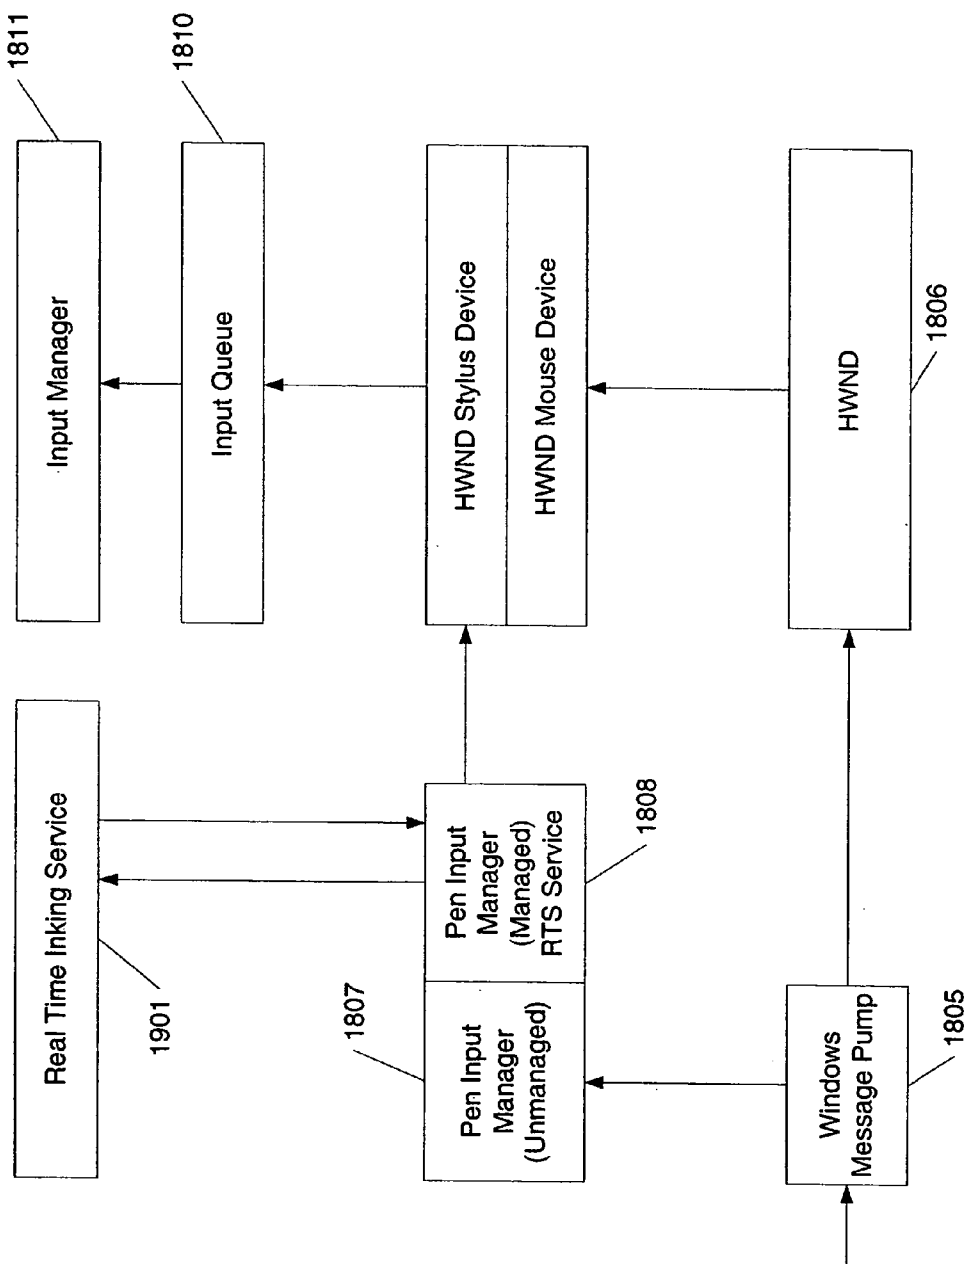 Real Time Inking Service
1901
Input Manager
1811
Input Queue
1810
Pen Input
Manager
(Unmanaged)
1807
Pen Input
Manager
(Managed)
RTS Service
1808
HWND Stylus Device
HWND Mouse Device
Windows
Message Pump
1805
HWND
1806